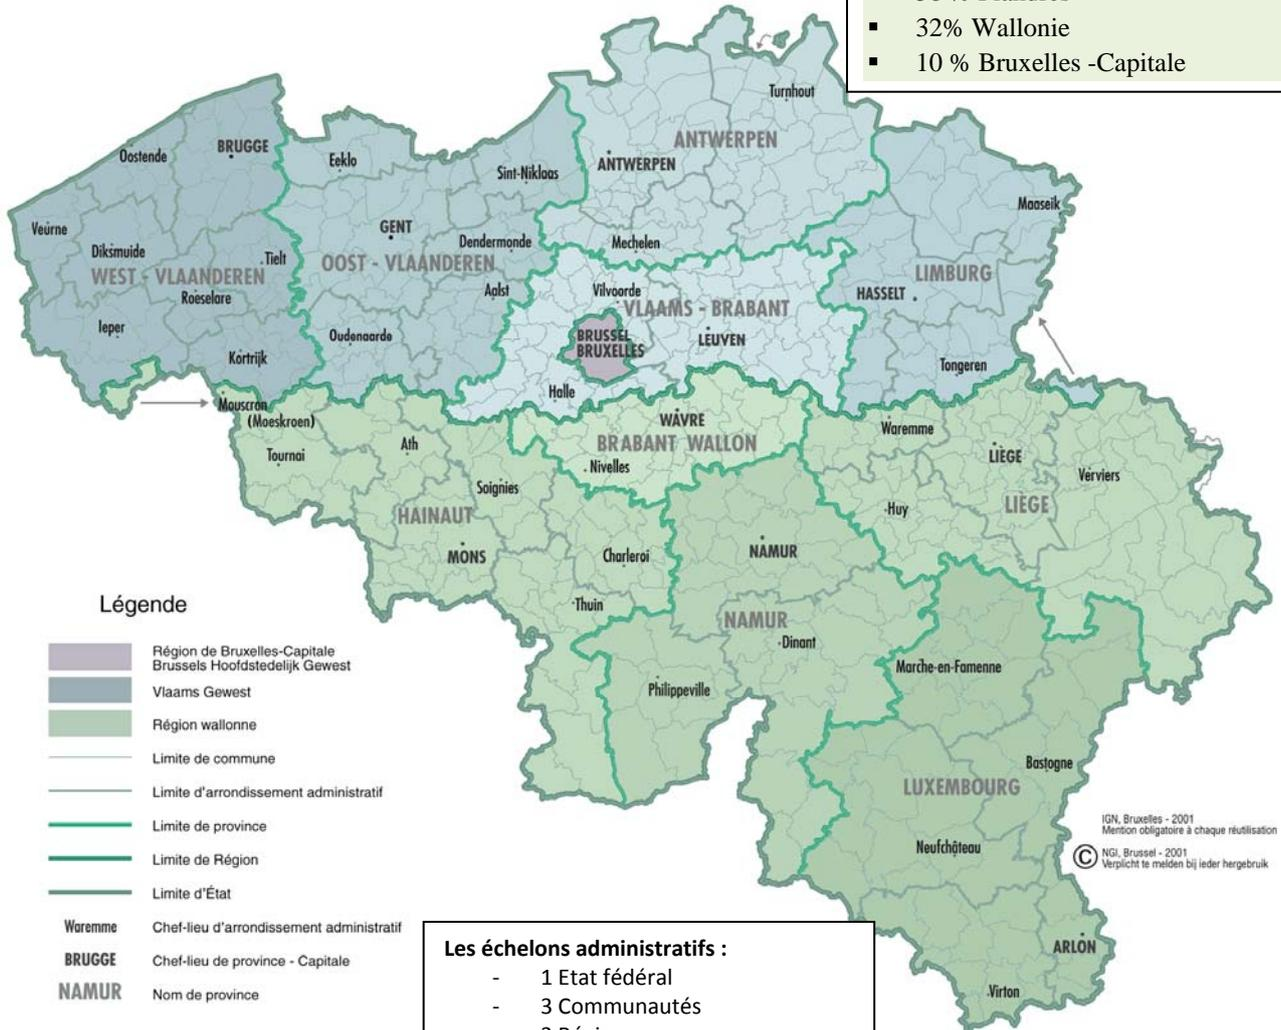 ▪ 32% Wallonie
▪ 10 % Bruxelles -Capitale
Turnhout
ANTWERPEN
BRUGGE
Oostende
Eeklo
Sint-Niklaas
ANTWERPEN
Maaseik
Veurne
GENT
Diksmuide
Tielt
Dendermonde
Mechelen
WEST - VLAANDEREN
OOST - VLAANDEREN
LIMBURG
Roeselare
Aalst
Vilvoorde
HASSELT
VLAAMS - BRABANT
Ieper
Oudenaarde
BRUSSEL
BRUXELLES
LEUVEN
Kortrijk
Tongeren
Halle
Mouscron
(Moeskroen)
WAVRE
Waremme
BRABANT WALLON
Tournai
Ath
LIÈGE
Nivelles
Verviers
Soignies
Huy
LIÈGE
HAINAUT
MONS
Charleroi
NAMUR
Thuin
NAMUR
Dinant
Marche-en-Famenne
Philippeville
Bastogne
LUXEMBOURG
Neufchâteau
ARLON
Virton
IGN, Bruxelles - 2001
Mention obligatoire à chaque réutilisation
© NGI, Brussel - 2001
Verplicht te melden bij ieder hergebruik
Légende
Région de Bruxelles-Capitale
Brussels Hoofdstedelijk Gewest
Vlaams Gewest
Région wallonne
Limite de commune
Limite d'arrondissement administratif
Limite de province
Limite de Région
Limite d'État
Waremme Chef-lieu d'arrondissement administratif
BRUGGE Chef-lieu de province - Capitale
NAMUR Nom de province
Les échelons administratifs :
- 1 Etat fédéral
- 3 Communautés